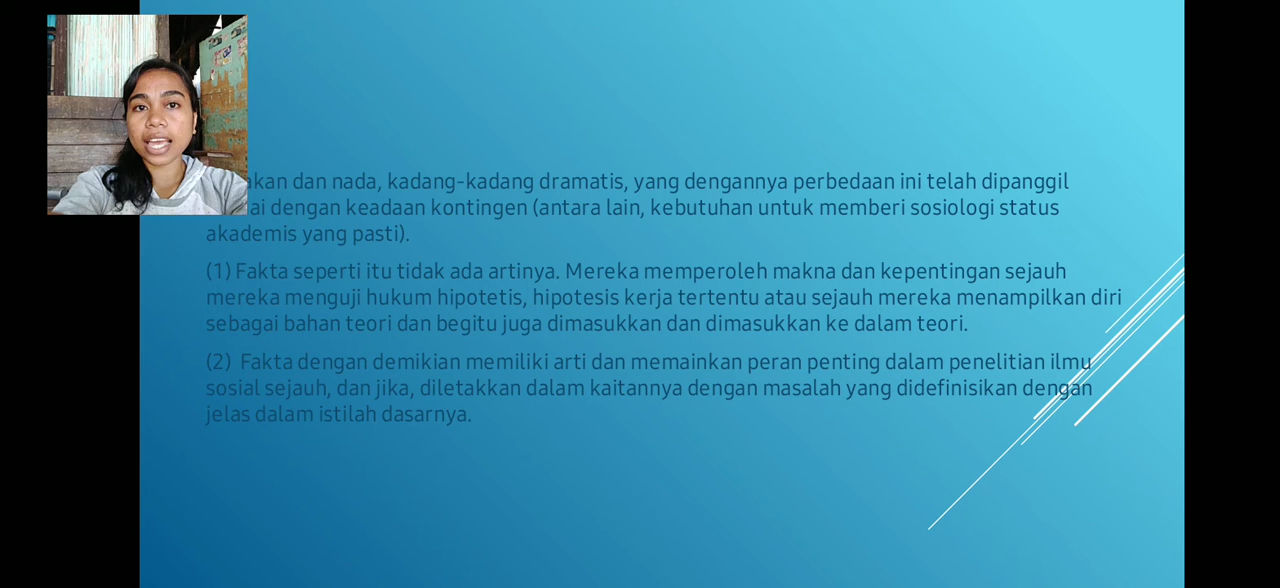 dan nada, kadang-kadang dramatis, yang dengannya perbedaan ini telah dipanggil
dengan keadaan kontingen (antara lain, kebutuhan untuk memberi sosiologi status
akademis yang pasti).
(1) Fakta seperti itu tidak ada artinya. Mereka memperoleh makna dan kepentingan sejauh
mereka menguji hukum hipotetis, hipotesis kerja tertentu atau sejauh mereka menampilkan diri
sebagai bahan teori dan begitu juga dimasukkan dan dimasukkan ke dalam teori.
(2) Fakta dengan demikian memiliki arti dan memainkan peran penting dalam penelitian ilmu
sosial sejauh, dan jika, diletakkan dalam kaitannya dengan masalah yang didefinisikan dengan
jelas dalam istilah dasarnya.